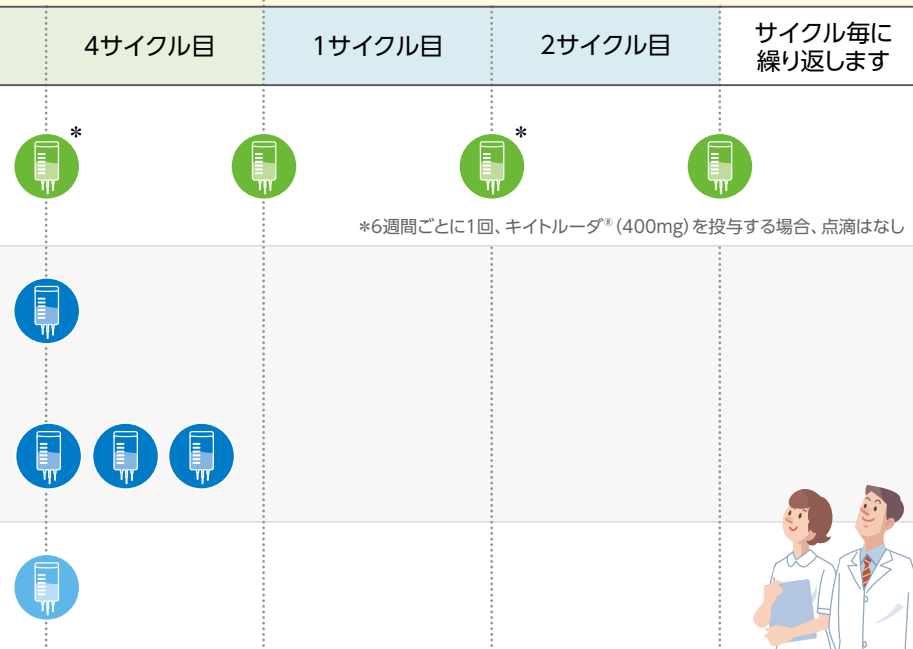 4サイクル目
1サイクル目
2サイクル目
サイクル毎に
繰り返します
*
*
*6週間ごとに1回、キイトルーダ®(400mg)を投与する場合、点滴はなし